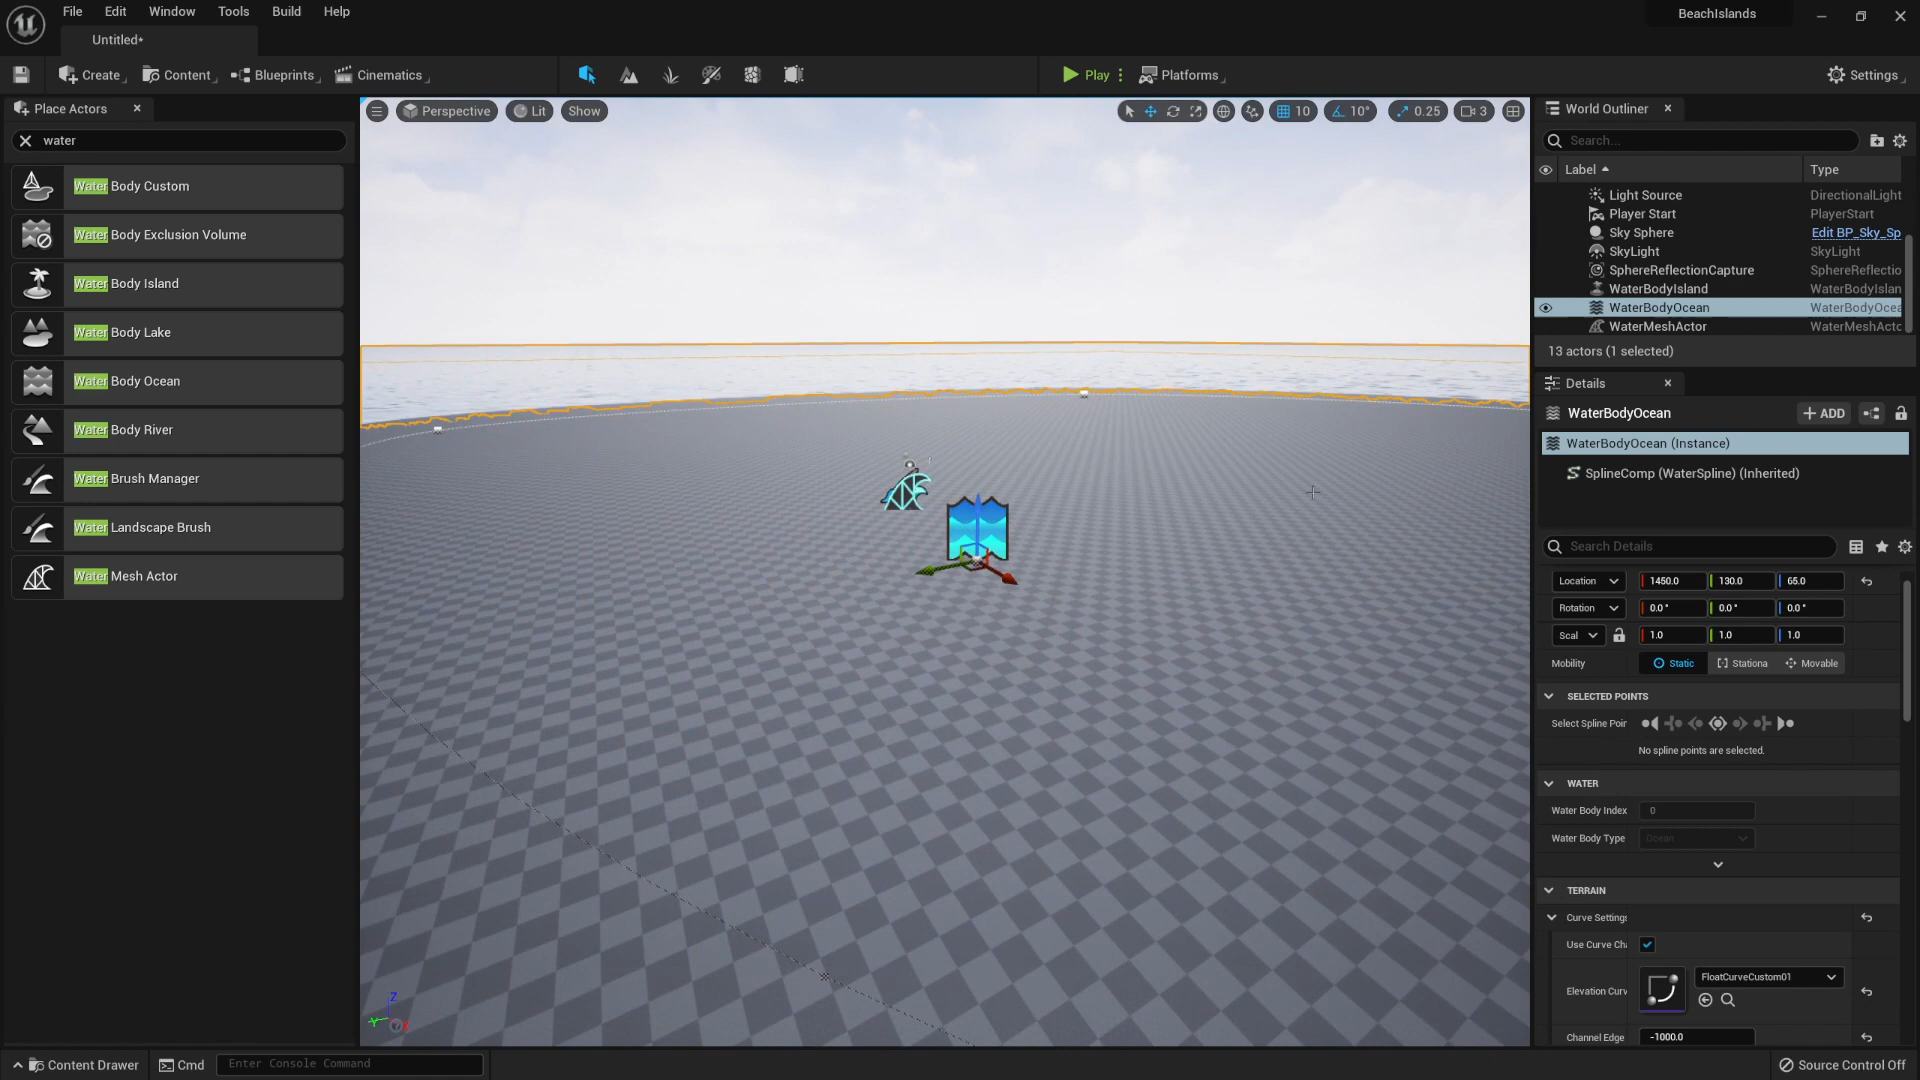 File Edit Window Tools Build Help
BeachIslands
Untitled*
Create Content Blueprints Cinematics
Play Platforms
Settings
Place Actors
water
Water Body Custom
Water Body Exclusion Volume
Water Body Island
Water Body Lake
Water Body Ocean
Water Body River
Water Brush Manager
Water Landscape Brush
Water Mesh Actor
Perspective Lit Show
10 10° 0.25 3
Z
Y X
World Outliner
Search...
Label Type
Light Source DirectionalLight
Player Start PlayerStart
Sky Sphere Edit BP_Sky_Sp
SkyLight SkyLight
SphereReflectionCapture SphereReflectio
WaterBodyIsland WaterBodyIslan
WaterBodyOcean WaterBodyOcea
WaterMeshActor WaterMeshActo
13 actors (1 selected)
Details
WaterBodyOcean
+ ADD
WaterBodyOcean (Instance)
SplineComp (WaterSpline) (Inherited)
Search Details
Location 1450.0 130.0 65.0
Rotation 0.0° 0.0° 0.0°
Scal 1.0 1.0 1.0
Mobility Static Stationa Movable
SELECTED POINTS
Select Spline Poir
No spline points are selected.
WATER
Water Body Index 0
Water Body Type Ocean
TERRAIN
Curve Settings
Use Curve Cha
Elevation Curv FloatCurveCustom01
Channel Edge -1000.0
Content Drawer Cmd Enter Console Command
Source Control Off